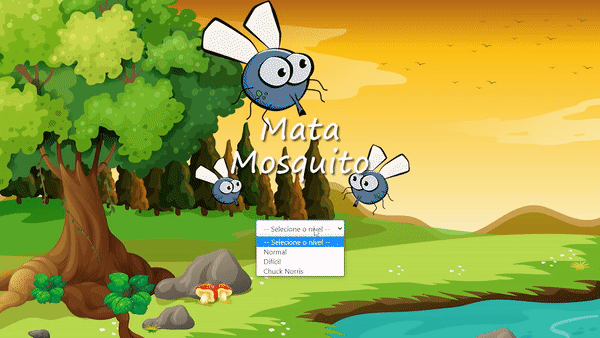 Mata
Mosquito
-- Selecione o nível --
-- Selecione o nível --
Normal
Difícil
Chuck Norris